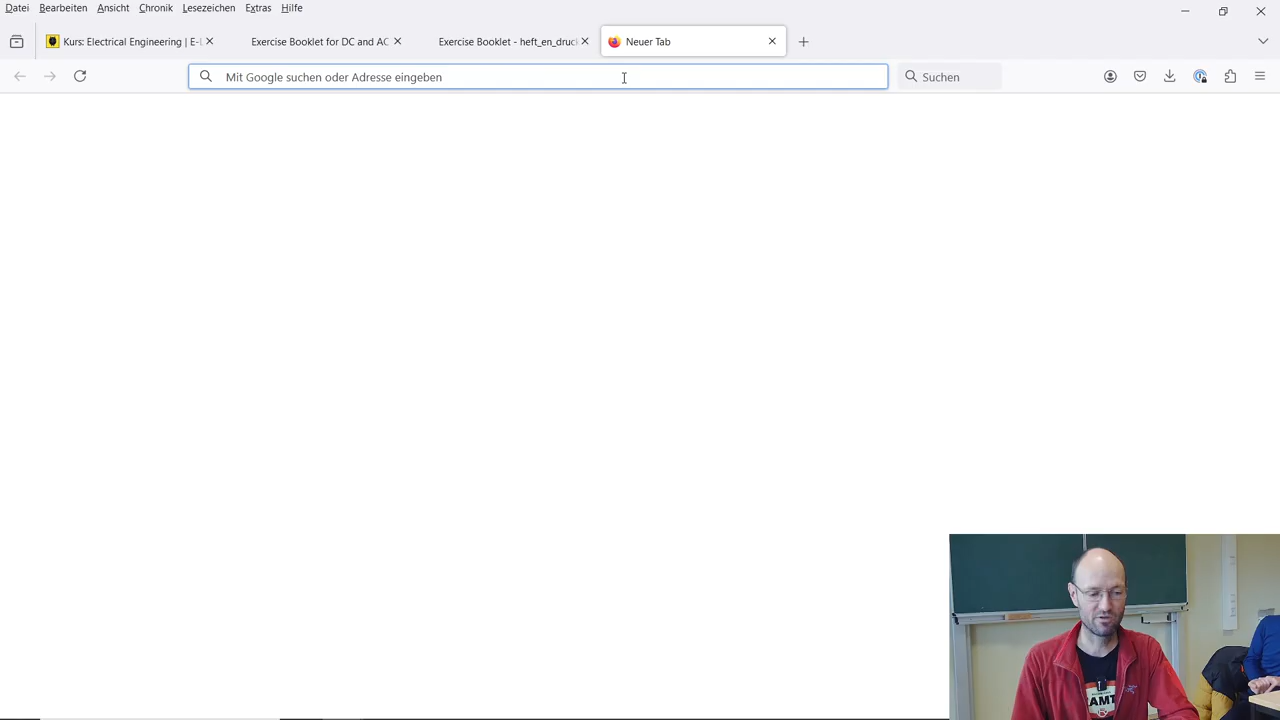 Datei Bearbeiten Ansicht Chronik Lesezeichen Extras Hilfe
Kurs: Electrical Engineering | E-
Exercise Booklet for DC and AC
Exercise Booklet - heft_en_druc
Neuer Tab
Mit Google suchen oder Adresse eingeben
Suchen
AMT